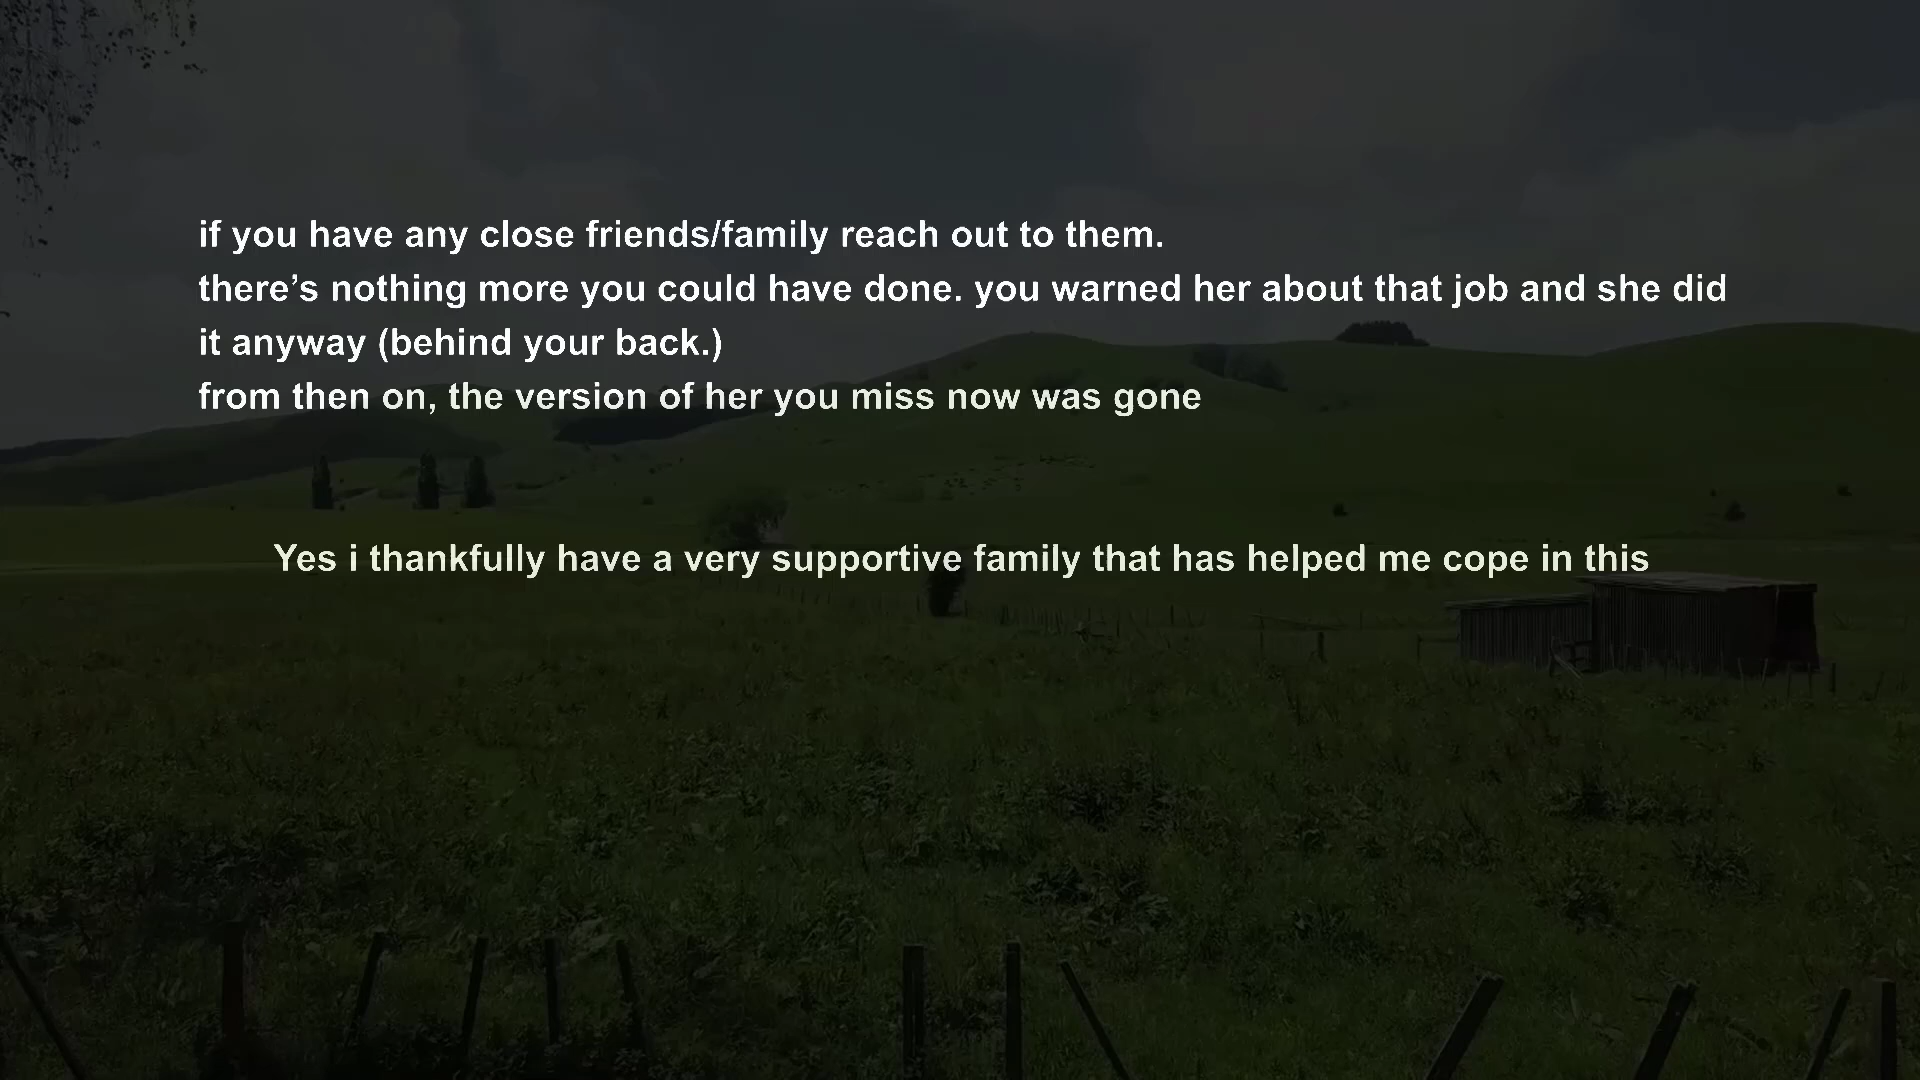 if you have any close friends/family reach out to them.
there’s nothing more you could have done. you warned her about that job and she did
it anyway (behind your back.)
from then on, the version of her you miss now was gone
Yes i thankfully have a very supportive family that has helped me cope in this